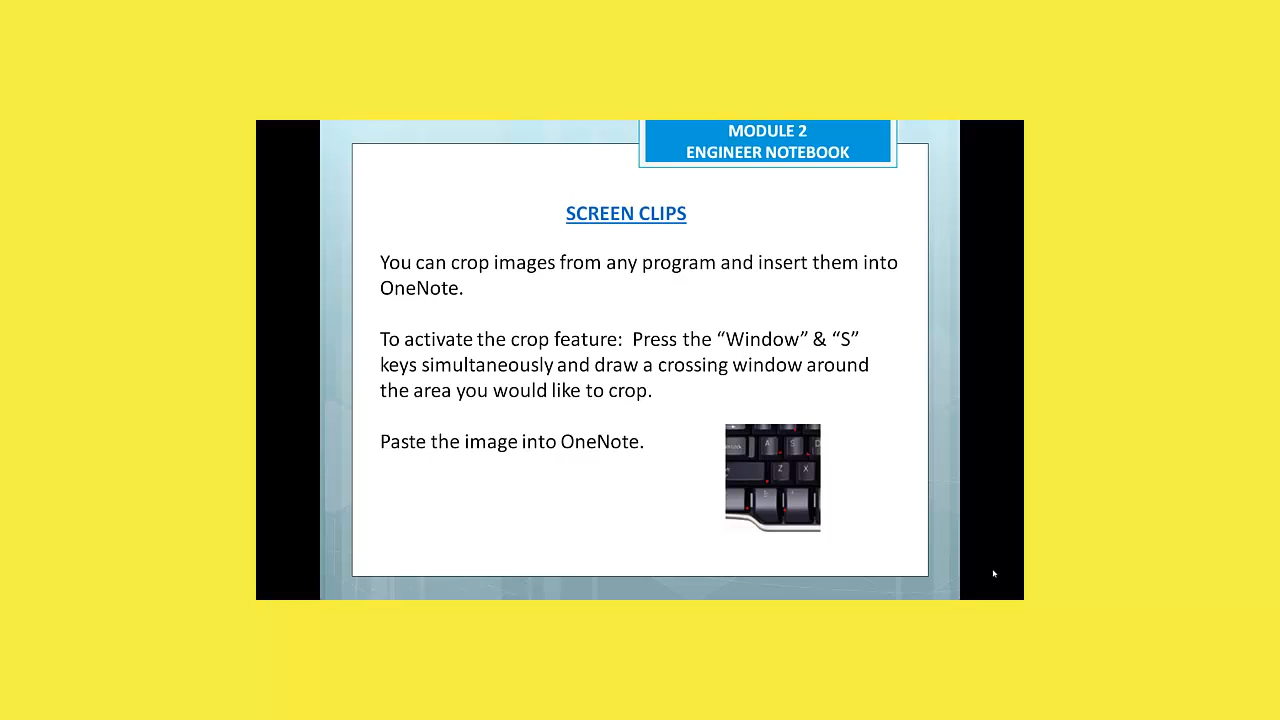 MODULE 2
ENGINEER NOTEBOOK
SCREEN CLIPS
You can crop images from any program and insert them into
OneNote.
To activate the crop feature:  Press the “Window” & “S”
keys simultaneously and draw a crossing window around
the area you would like to crop.
Paste the image into OneNote.
A S D
Z X